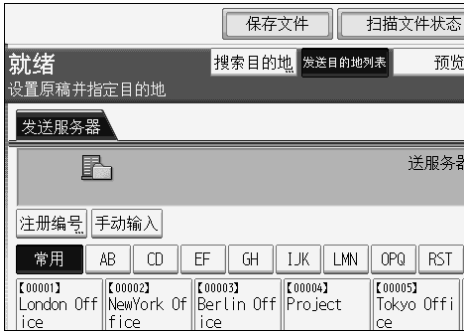 保存文件 扫描文件状态
就绪 搜索目的地 发送目的地列表 预览
设置原稿并指定目的地
发送服务器
送服务器
注册编号 手动输入
常用 AB CD EF GH IJK LMN OPQ RST
【00001】 【00002】 【00003】 【00004】 【00005】
London Off NewYork Of Berlin Off Project Tokyo Offi
ice fice ice ce